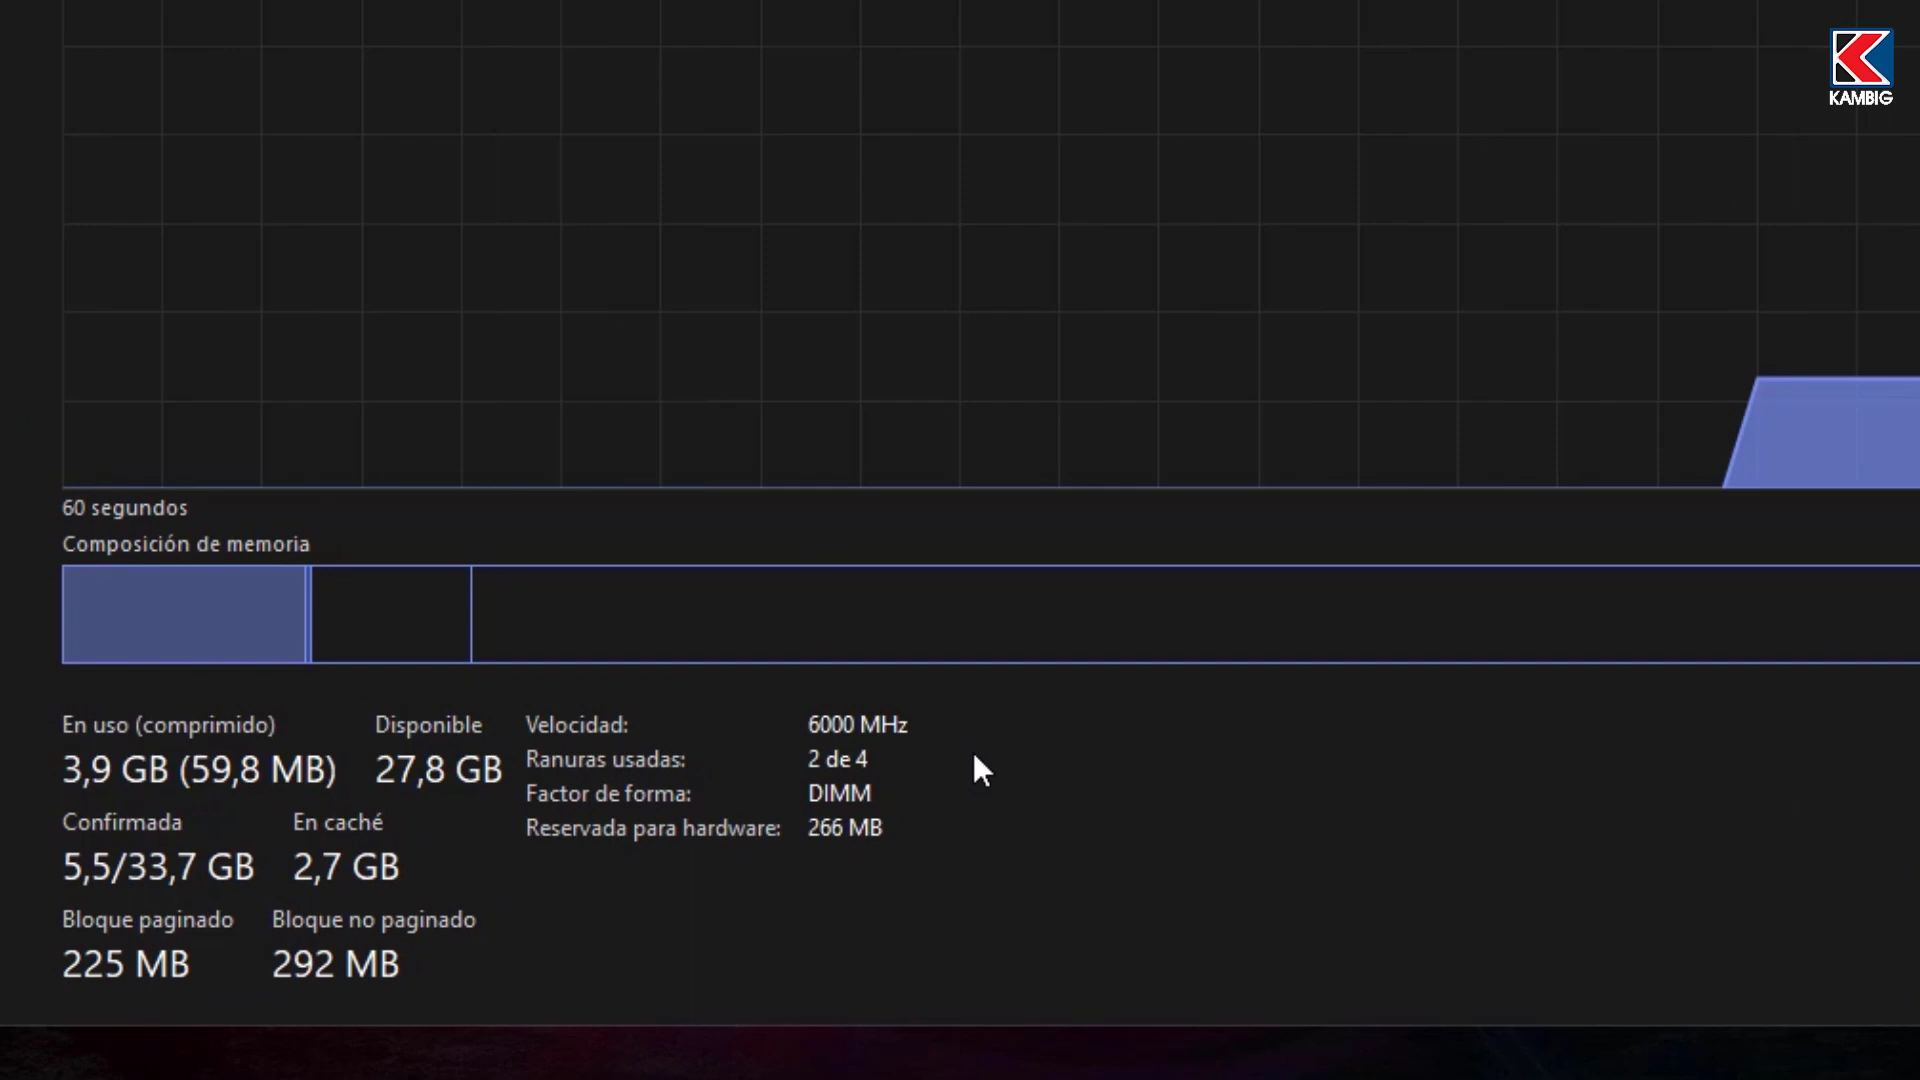 KAMBIG
60 segundos
Composición de memoria
En uso (comprimido) Disponible Velocidad: 6000 MHz
3,9 GB (59,8 MB) 27,8 GB Ranuras usadas: 2 de 4
Factor de forma: DIMM
Confirmada En caché Reservada para hardware: 266 MB
5,5/33,7 GB 2,7 GB
Bloque paginado Bloque no paginado
225 MB 292 MB